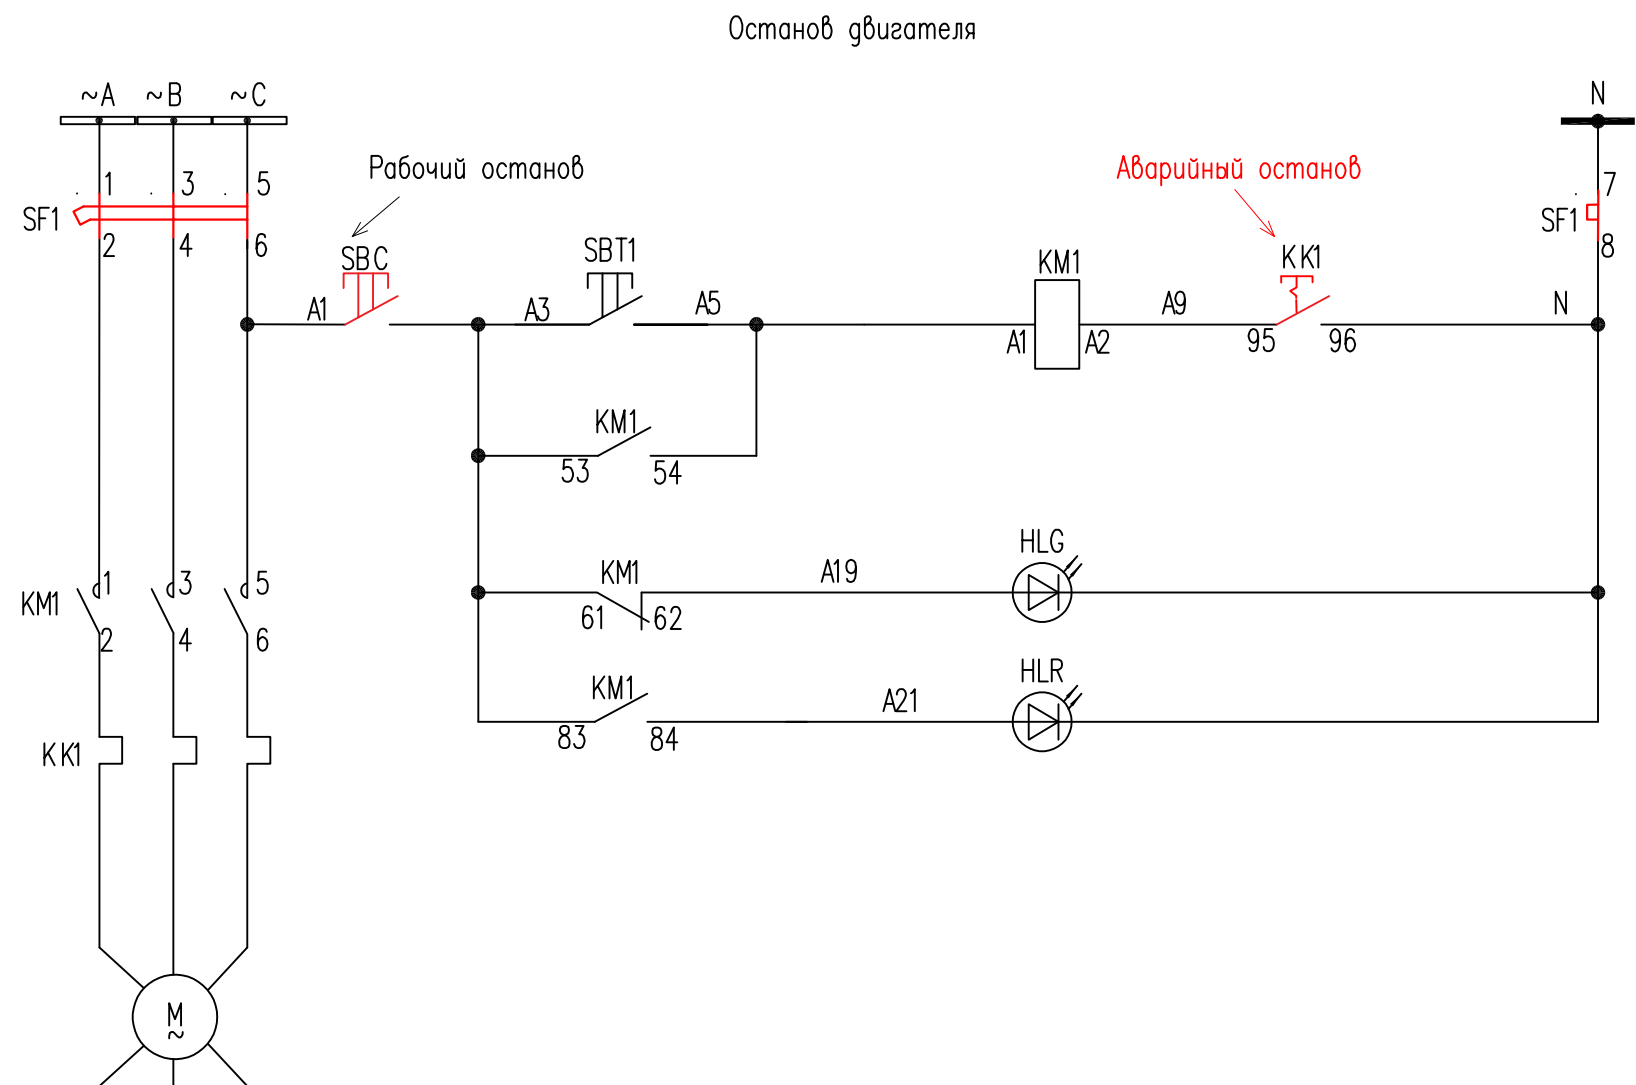 Останов двигателя
~A ~B ~C N
Рабочий останов Аварийный останов
1 3 5 7
SF1 SF1
2 4 6 8
SBC SBT1 KM1 KK1
A1 A3 A5 A9 N
A1 A2 95 96
KM1
53 54
HLG
KM1 A19
1 3 5
KM1
61 62
2 4 6
HLR
KM1 A21
83 84
KK1
M
~